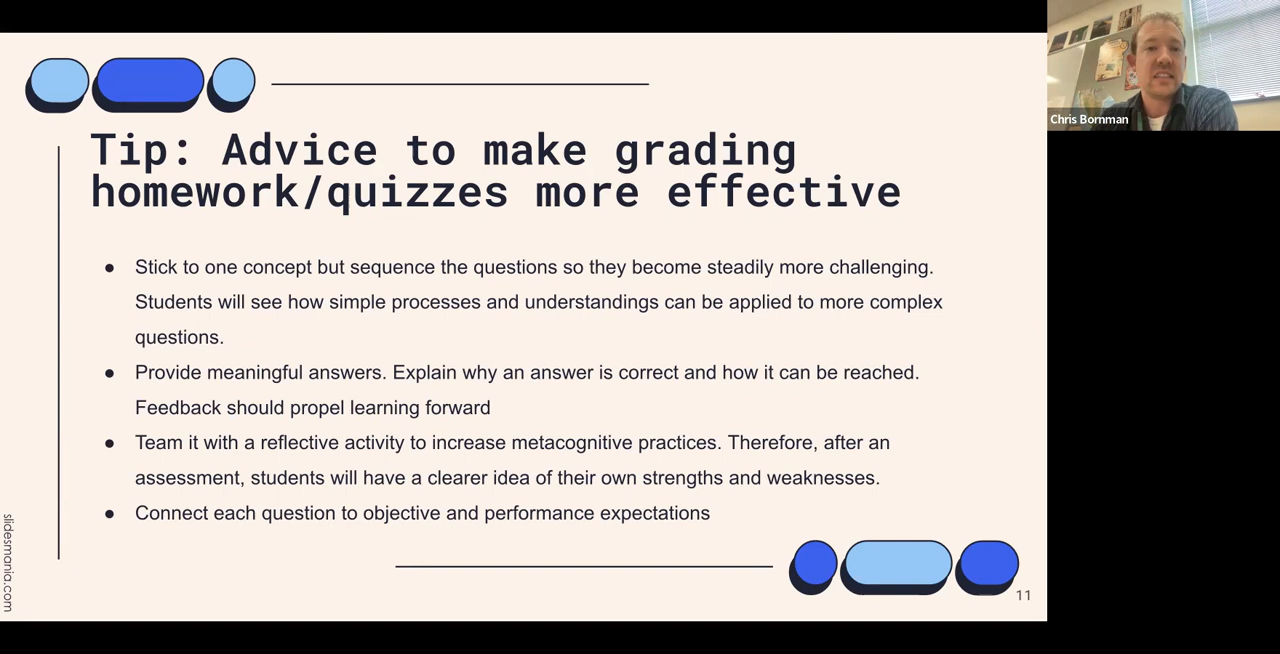 Chris Bornman
Tip: Advice to make grading
homework/quizzes more effective
● Stick to one concept but sequence the questions so they become steadily more challenging.
Students will see how simple processes and understandings can be applied to more complex
questions.
● Provide meaningful answers. Explain why an answer is correct and how it can be reached.
Feedback should propel learning forward
● Team it with a reflective activity to increase metacognitive practices. Therefore, after an
assessment, students will have a clearer idea of their own strengths and weaknesses.
● Connect each question to objective and performance expectations
slidesmania.com
11